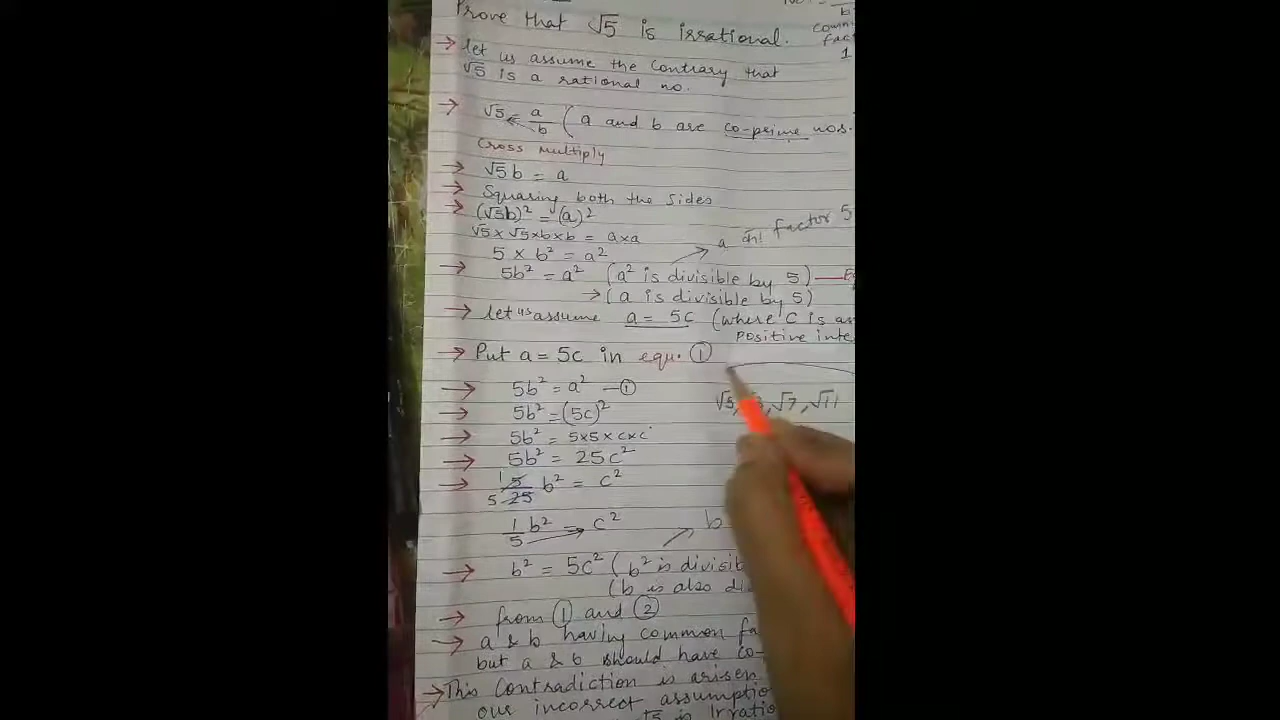 Prove that √5 is irrational.
comm
fac
1
→ let us assume the contrary that
√5 is a rational no.
→ √5 = a/b (a and b are co-prime nos.
Cross multiply
→ √5b = a
→ Squaring both the sides
→ (√5b)² = (a)²
√5 × √5 × b × b = a × a
5 × b² = a²
a का factor 5
→ 5b² = a² (a² is divisible by 5)
→ (a is divisible by 5)
→ let us assume a = 5c (where c is
positive inte
→ Put a = 5c in equ. ①
→ 5b² = a² — ①
√5, √7, √11
→ 5b² = (5c)²
→ 5b² = 5×5×c×c
→ 5b² = 25c²
→ 5/25 b² = c²
1 5
1/5 b² = c²
b
→ b² = 5c² (b² is divisib
(b is also di
→ from ① and ②
→ a & b having common fa
but a & b should have co-
→ This Contradiction is arisen
our incorrect assumptio
√5 is Irratio